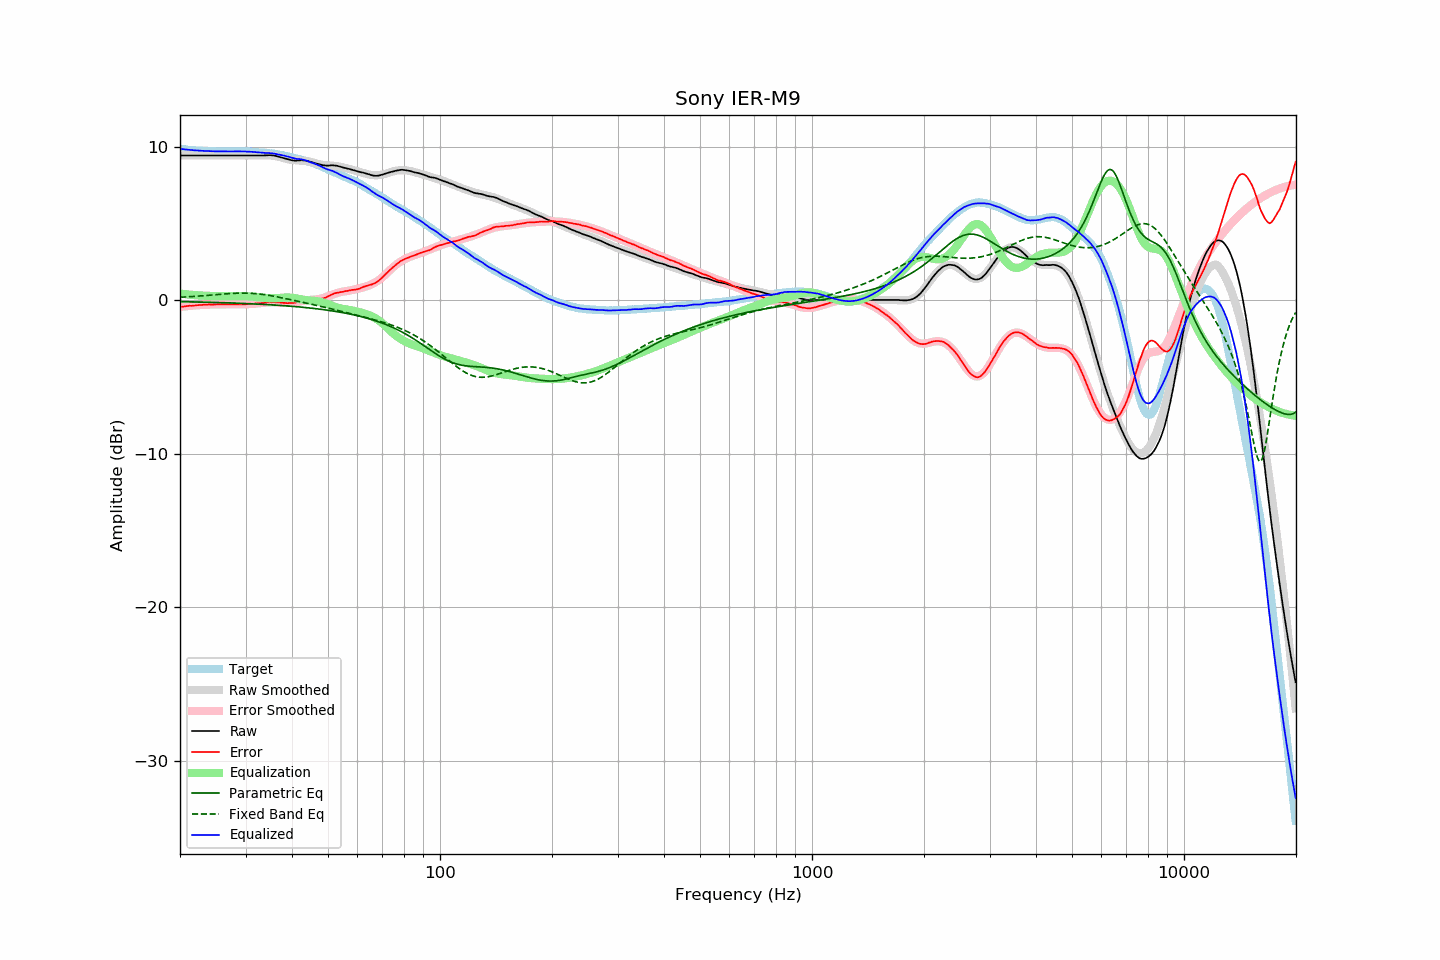 Sony IER-M9
Amplitude (dBr)
10
0
−10
−20
−30
Target
Raw Smoothed
Error Smoothed
Raw
Error
Equalization
Parametric Eq
Fixed Band Eq
Equalized
100
1000
10000
Frequency (Hz)